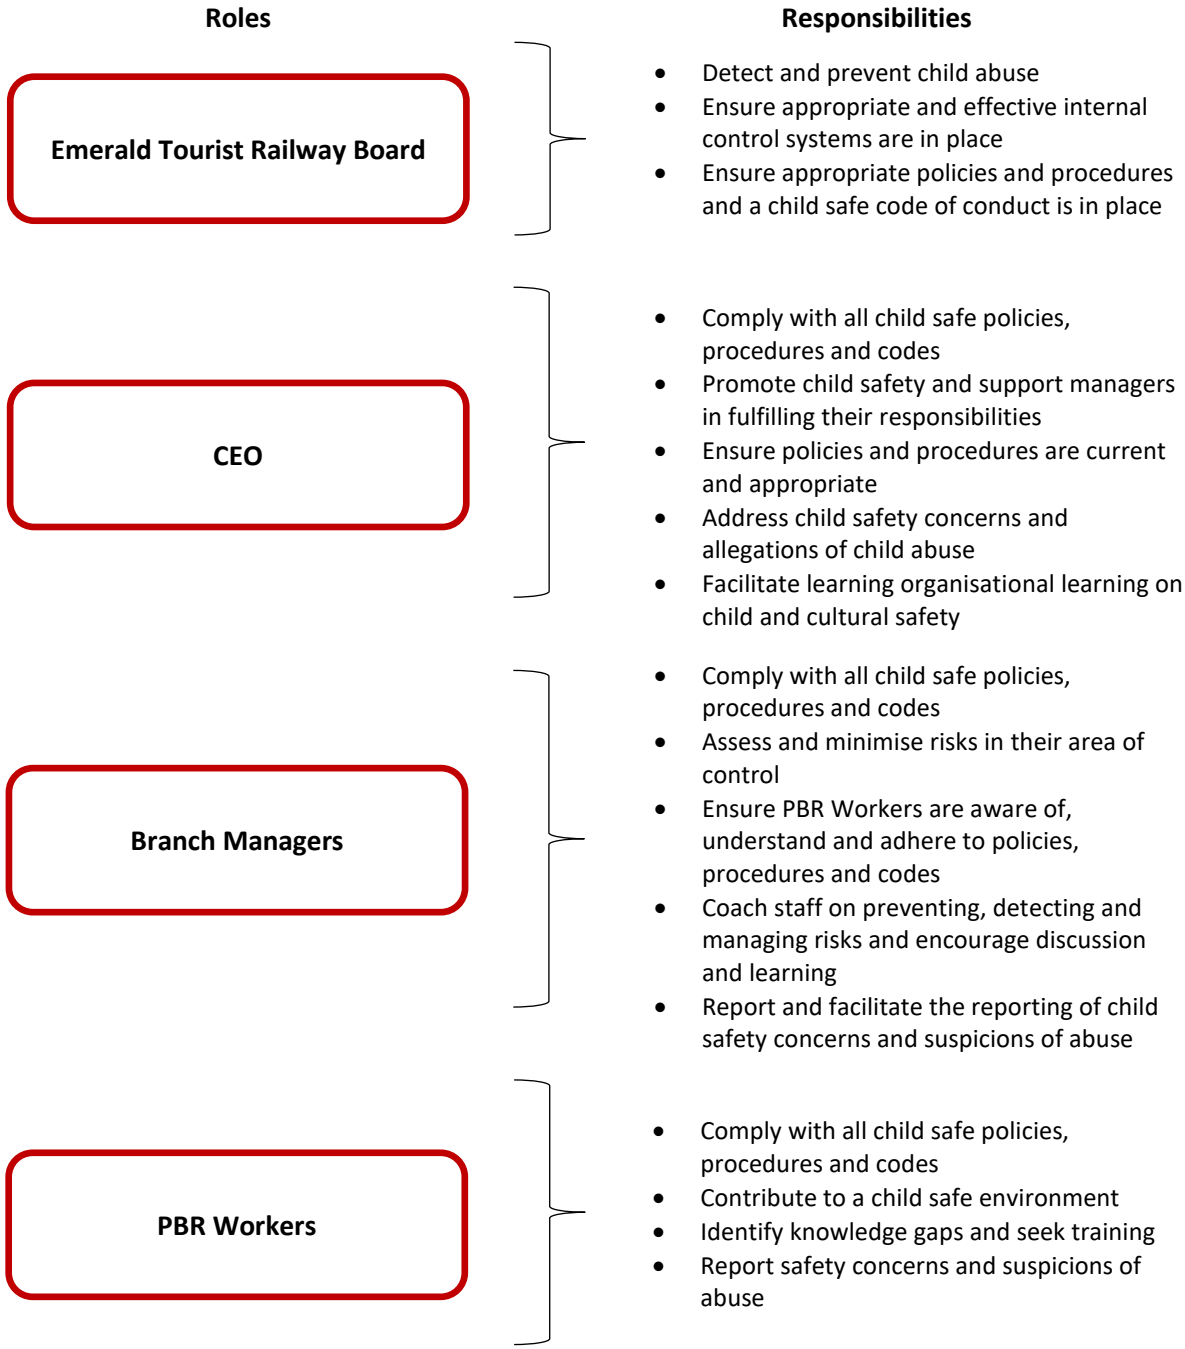 Roles
Responsibilities
Emerald Tourist Railway Board
• Detect and prevent child abuse
• Ensure appropriate and effective internal
control systems are in place
• Ensure appropriate policies and procedures
and a child safe code of conduct is in place
CEO
• Comply with all child safe policies,
procedures and codes
• Promote child safety and support managers
in fulfilling their responsibilities
• Ensure policies and procedures are current
and appropriate
• Address child safety concerns and
allegations of child abuse
• Facilitate learning organisational learning on
child and cultural safety
Branch Managers
• Comply with all child safe policies,
procedures and codes
• Assess and minimise risks in their area of
control
• Ensure PBR Workers are aware of,
understand and adhere to policies,
procedures and codes
• Coach staff on preventing, detecting and
managing risks and encourage discussion
and learning
• Report and facilitate the reporting of child
safety concerns and suspicions of abuse
PBR Workers
• Comply with all child safe policies,
procedures and codes
• Contribute to a child safe environment
• Identify knowledge gaps and seek training
• Report safety concerns and suspicions of
abuse